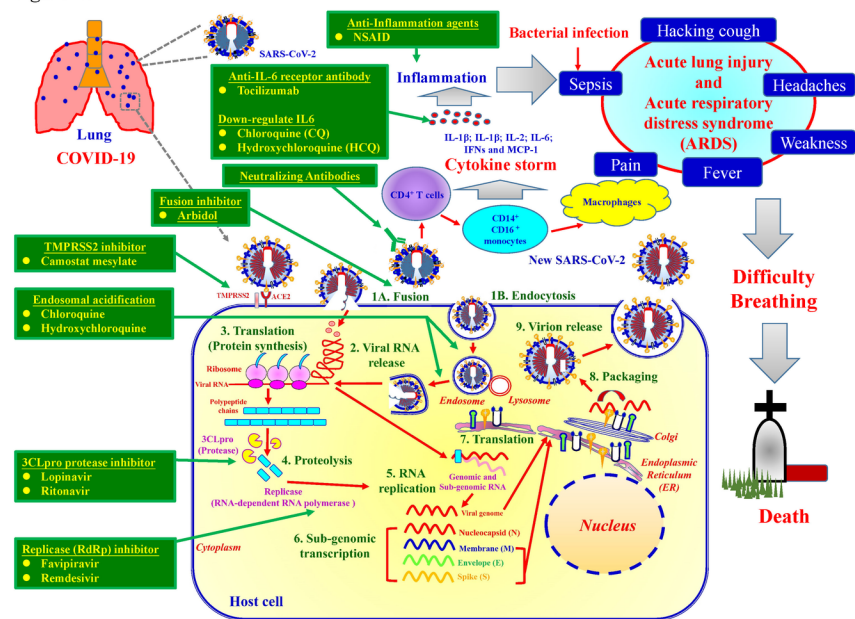 SARS-CoV-2
Lung
COVID-19
Anti-Inflammation agents
NSAID
Anti-IL-6 receptor antibody
Tocilizumab
Down-regulate IL6
Chloroquine (CQ)
Hydroxychloroquine (HCQ)
Neutralizing Antibodies
Fusion inhibitor
Arbidol
TMPRSS2 inhibitor
Camostat mesylate
Endosomal acidification
Chloroquine
Hydroxychloroquine
3CLpro protease inhibitor
Lopinavir
Ritonavir
Replicase (RdRp) inhibitor
Favipiravir
Remdesivir
Inflammation
IL-1β; IL-1β; IL-2; IL-6;
IFNs and MCP-1
Cytokine storm
CD4+ T cells
CD14+
CD16+
monocytes
Macrophages
Bacterial infection
Sepsis
Hacking cough
Headaches
Weakness
Fever
Pain
Acute lung injury
and
Acute respiratory
distress syndrome
(ARDS)
Difficulty
Breathing
Death
New SARS-CoV-2
TMPRSS2
ACE2
1A. Fusion
1B. Endocytosis
2. Viral RNA
release
3. Translation
(Protein synthesis)
Ribosome
Viral RNA
Polypeptide
chains
3CLpro
(Protease)
4. Proteolysis
Replicase
(RNA-dependent RNA polymerase )
Endosome
Lysosome
5. RNA
replication
6. Sub-genomic
transcription
7. Translation
Genomic and
Sub-genomic RNA
Viral genome
Nucleocapsid (N)
Membrane (M)
Envelope (E)
Spike (S)
8. Packaging
9. Virion release
Colgi
Endoplasmic
Reticulum
(ER)
Nucleus
Cytoplasm
Host cell